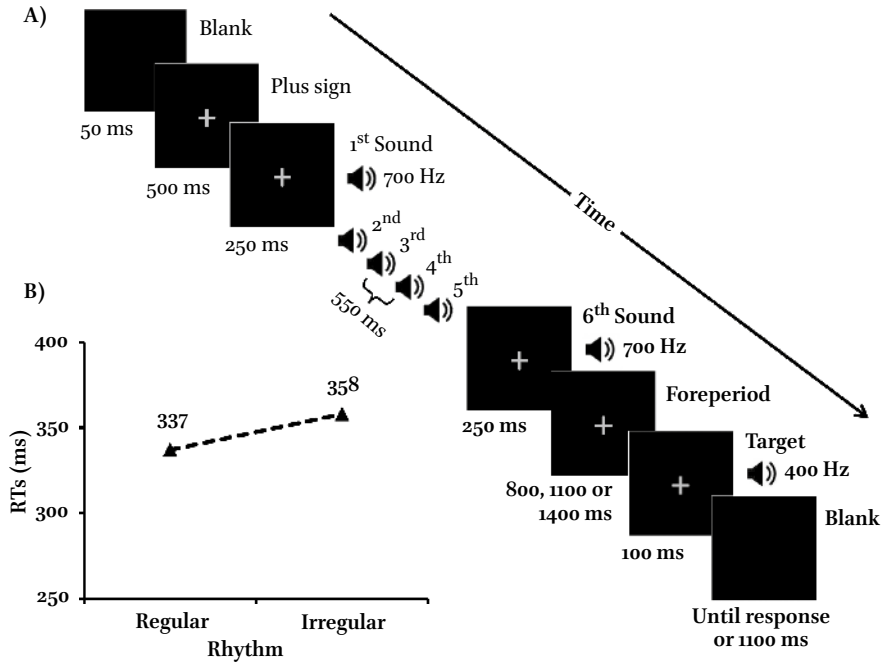 A)
Blank
50 ms
Plus sign
500 ms
1st Sound
700 Hz
250 ms
2nd
3rd
4th
5th
550 ms
Time
6th Sound
700 Hz
250 ms
Foreperiod
800, 1100 or
1400 ms
Target
400 Hz
100 ms
Blank
Until response
or 1100 ms
B)
400
350
300
250
RTs (ms)
337
358
Regular
Irregular
Rhythm